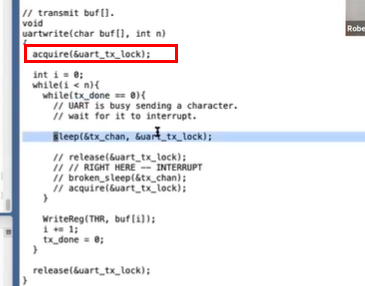 // transmit buf[].
void
uartwrite(char buf[], int n)
{
acquire(&uart_tx_lock);
int i = 0;
while(i < n){
while(tx_done == 0){
// UART is busy sending a character.
// wait for it to interrupt.
sleep(&tx_chan, &uart_tx_lock);
// release(&uart_tx_lock);
// // RIGHT HERE -- INTERRUPT
// broken_sleep(&tx_chan);
// acquire(&uart_tx_lock);
}
WriteReg(THR, buf[i]);
i += 1;
tx_done = 0;
}
release(&uart_tx_lock);
}
Robe